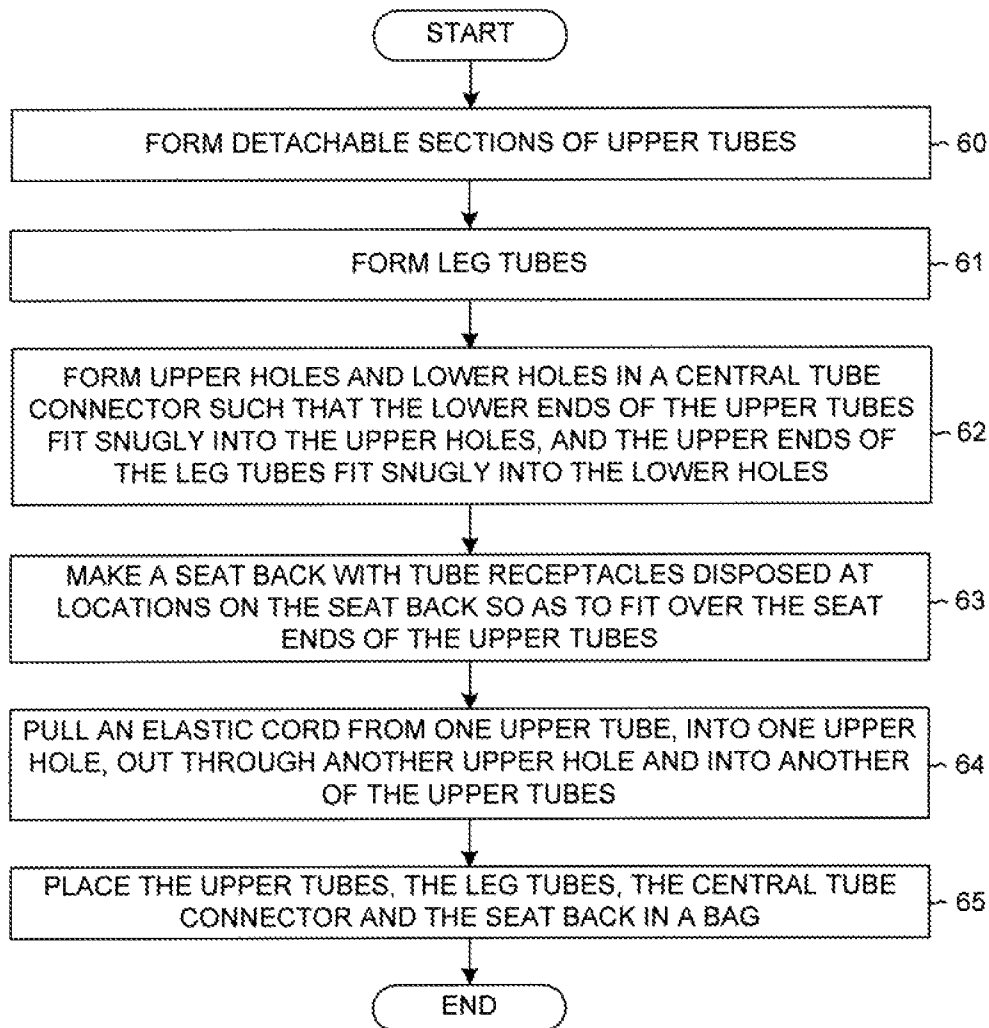 START
FORM DETACHABLE SECTIONS OF UPPER TUBES
60
FORM LEG TUBES
61
FORM UPPER HOLES AND LOWER HOLES IN A CENTRAL TUBE
CONNECTOR SUCH THAT THE LOWER ENDS OF THE UPPER TUBES
FIT SNUGLY INTO THE UPPER HOLES, AND THE UPPER ENDS OF
THE LEG TUBES FIT SNUGLY INTO THE LOWER HOLES
62
MAKE A SEAT BACK WITH TUBE RECEPTACLES DISPOSED AT
LOCATIONS ON THE SEAT BACK SO AS TO FIT OVER THE SEAT
ENDS OF THE UPPER TUBES
63
PULL AN ELASTIC CORD FROM ONE UPPER TUBE, INTO ONE UPPER
HOLE, OUT THROUGH ANOTHER UPPER HOLE AND INTO ANOTHER
OF THE UPPER TUBES
64
PLACE THE UPPER TUBES, THE LEG TUBES, THE CENTRAL TUBE
CONNECTOR AND THE SEAT BACK IN A BAG
65
END